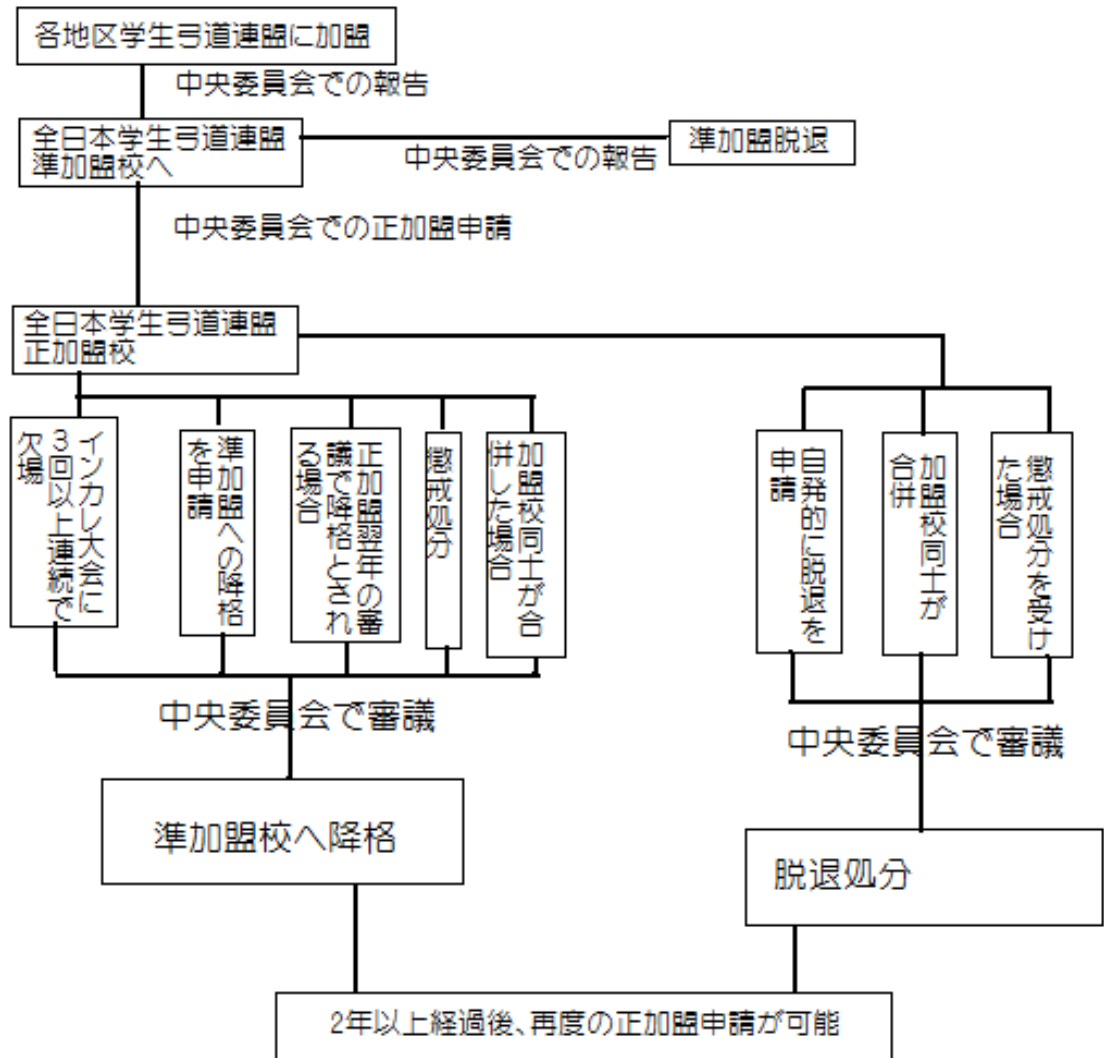 各地区学生弓道連盟に加盟
中央委員会での報告
全日本学生弓道連盟
準加盟校へ
中央委員会での報告
準加盟脱退
中央委員会での正加盟申請
全日本学生弓道連盟
正加盟校
インカレ大会に
３回以上連続で
欠場
準加盟への降格
を申請
正加盟翌年の審
議で降格とされ
る場合
懲戒処分
加盟校同士が合
併した場合
自発的に脱退を
申請
加盟校同士が
合併
懲戒処分を受け
た場合
中央委員会で審議
中央委員会で審議
準加盟校へ降格
脱退処分
2年以上経過後、再度の正加盟申請が可能